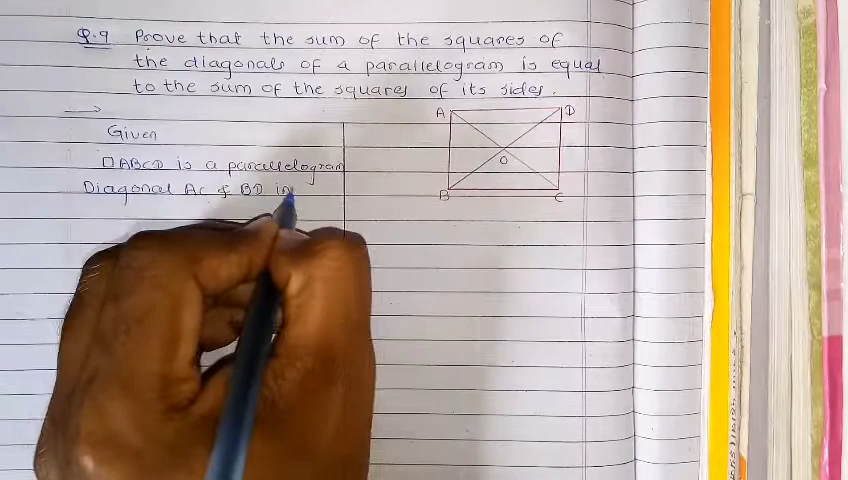 Q.9 Prove that the sum of the squares of
the diagonals of a parallelogram is equal
to the sum of the squares of its sides.
→
Given
□ABCD is a parallelogram
Diagonal AC & BD in
A D
O
B C